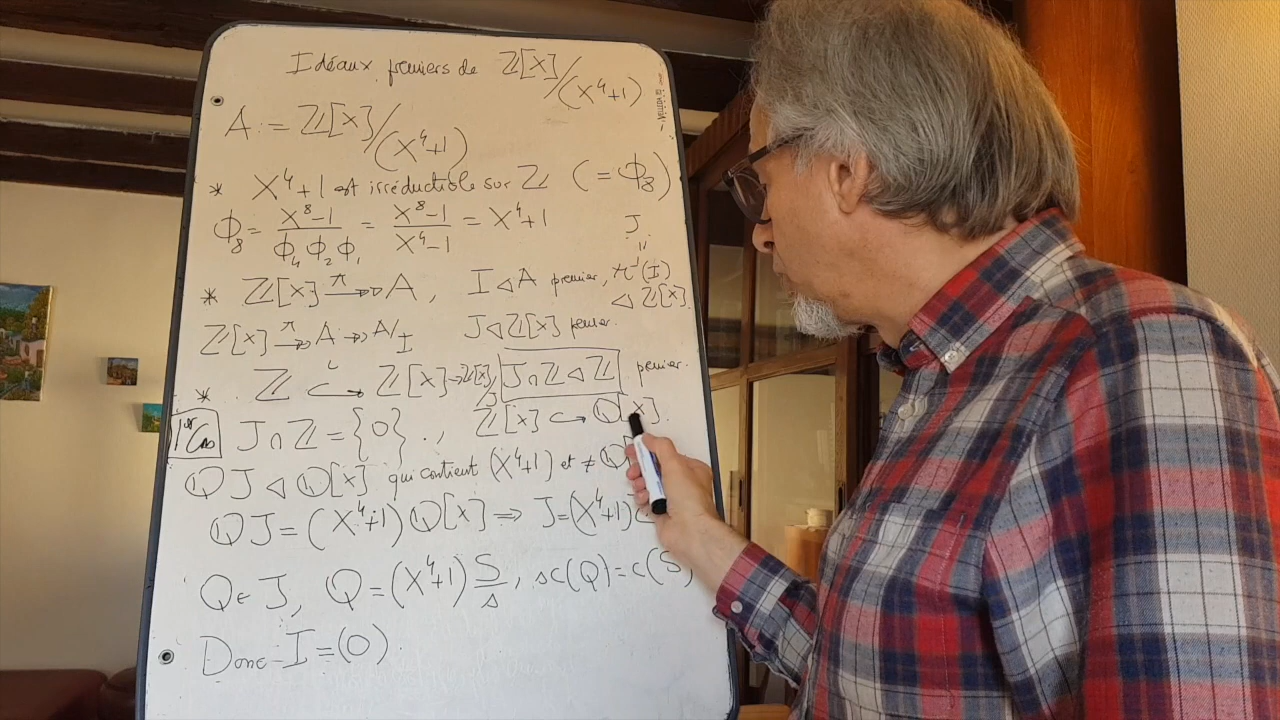 Idéaux premiers de ℤ[X]/(X⁴+1)
A := ℤ[X]/(X⁴+1)
* X⁴+1 est irréductible sur ℤ (= Φ₈)
Φ₈ = X⁸-1/Φ₄Φ₂Φ₁ = X⁸-1/X⁴-1 = X⁴+1
J
=
* ℤ[X] π ↠ A, I ◁ A premier, π⁻¹(I) ◁ ℤ[X].
ℤ[X] π ↠ A ↠ A/I J ◁ ℤ[X] premier.
* ℤ ↪ ℤ[X] → ℤ[X]/J J∩ℤ ◁ ℤ premier.
1er Cas J∩ℤ = {0}., ℤ[X] ↪ ℚ[X].
ℚJ ◁ ℚ[X] qui contient (X⁴+1) et ≠ ℚ
ℚJ = (X⁴+1)ℚ[X] ⇒ J = (X⁴+1)
Q ∈ J, Q = (X⁴+1) S/s, sc(Q) = c(S)
Donc I = (0).